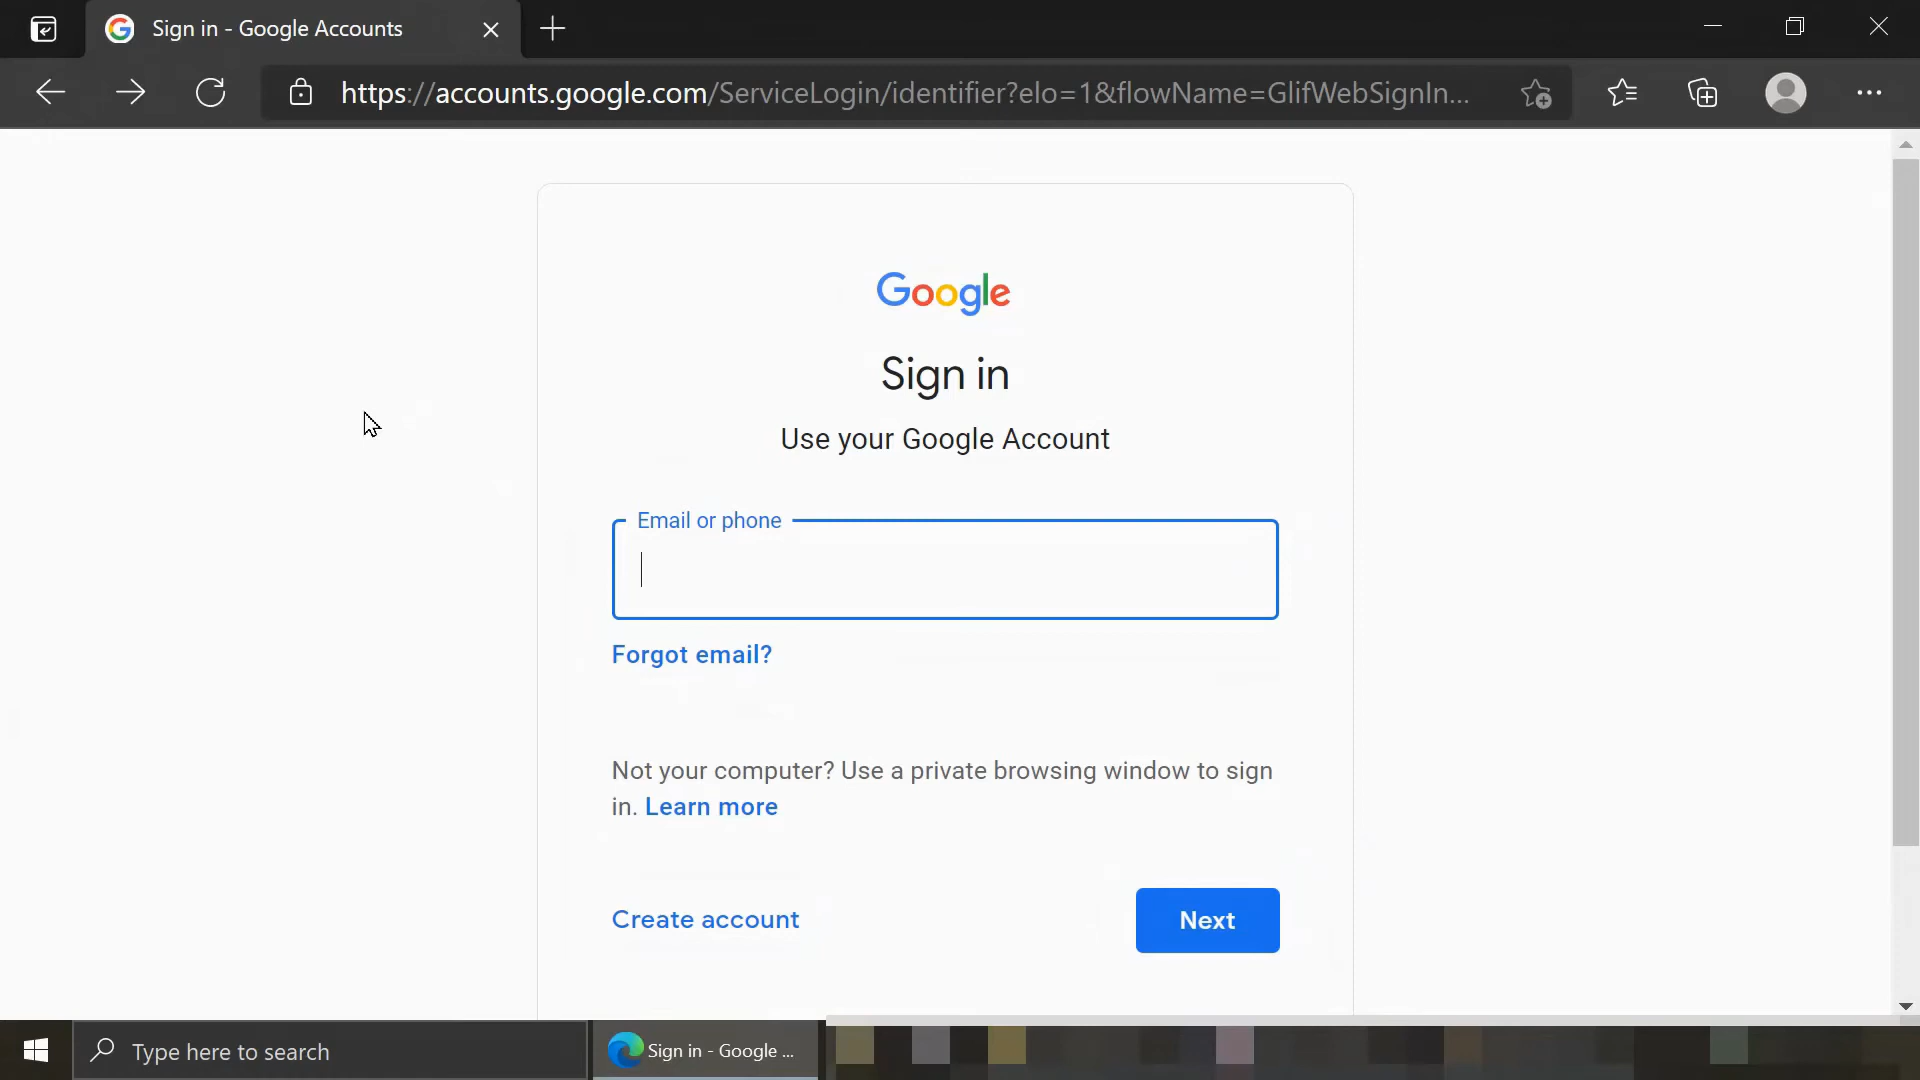 Sign in - Google Accounts
https://accounts.google.com/ServiceLogin/identifier?elo=1&flowName=GlifWebSignIn...
Google
Sign in
Use your Google Account
Email or phone
Forgot email?
Not your computer? Use a private browsing window to sign
in. Learn more
Create account
Next
Type here to search
Sign in - Google ...